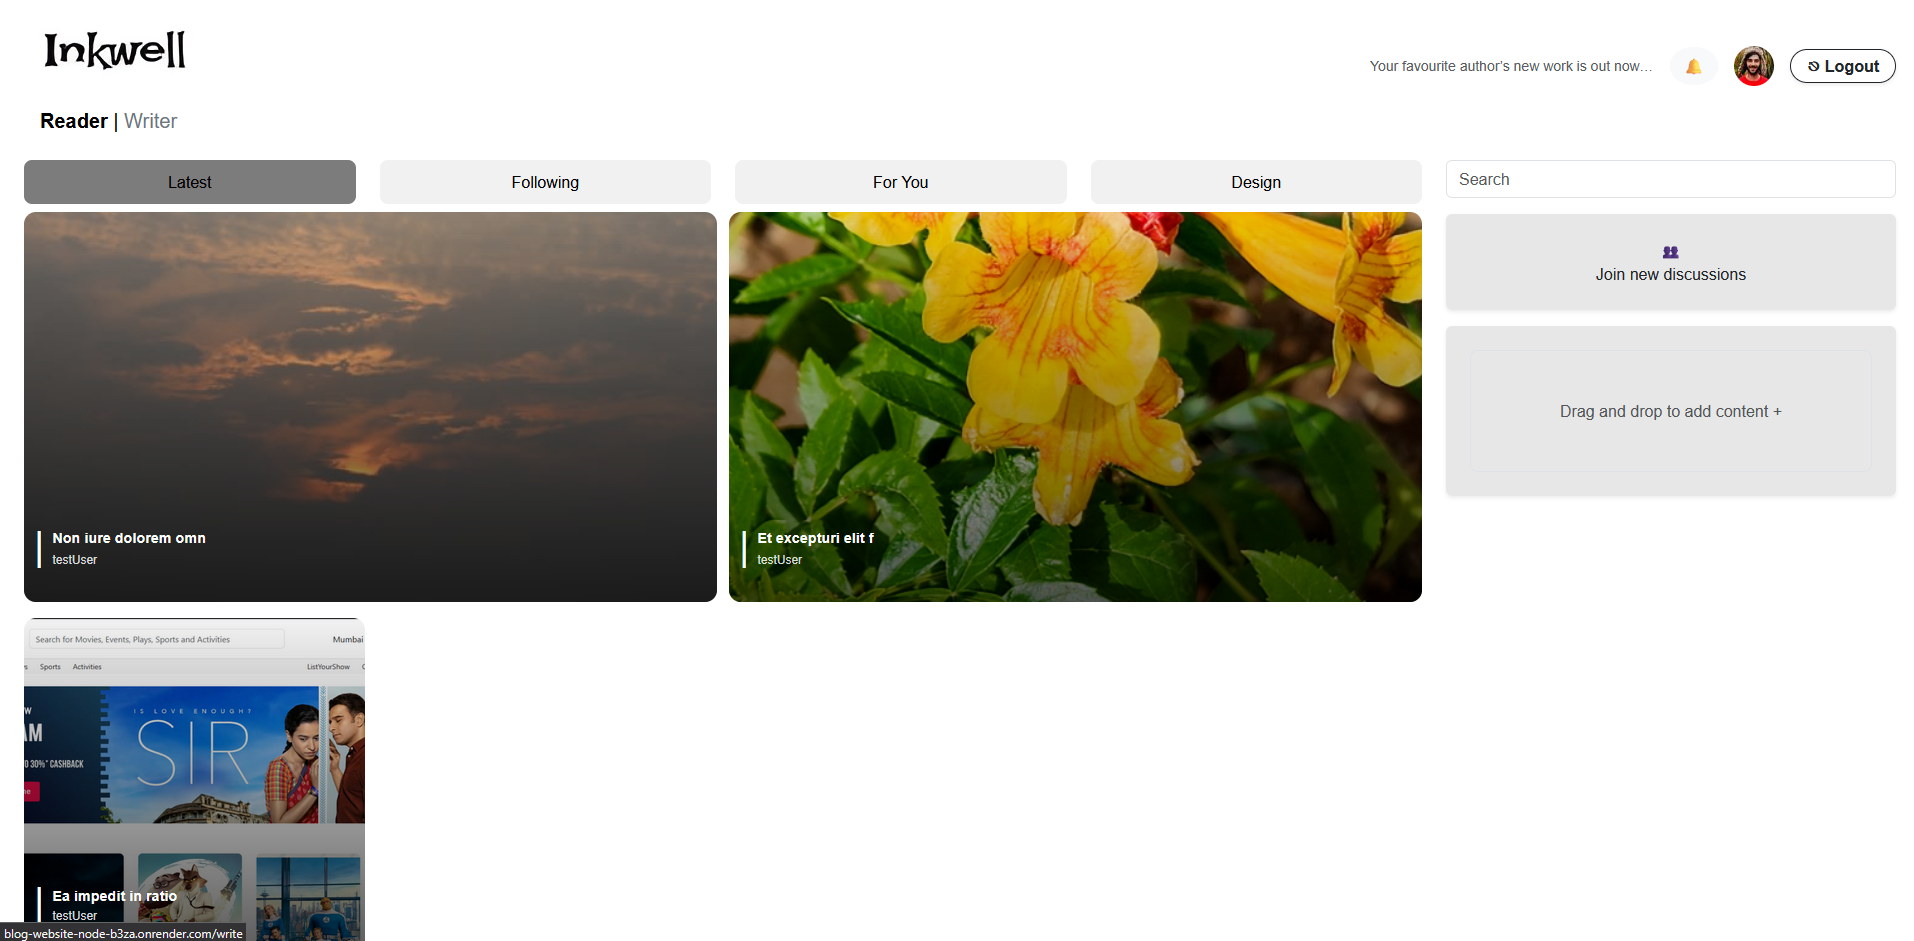 Inkwell
Your favourite author's new work is out now...
Logout
Reader | Writer
Latest
Following
For You
Design
Search
Join new discussions
Drag and drop to add content +
Non iure dolorem omn
testUser
Et excepturi elit f
testUser
Search for Movies, Events, Plays, Sports and Activities
Mumbai
Sports
Activities
ListYourShow
IS LOVE ENOUGH?
SIR
CASHBACK
Ea impedit in ratio
testUser
blog-website-node-b3za.onrender.com/write